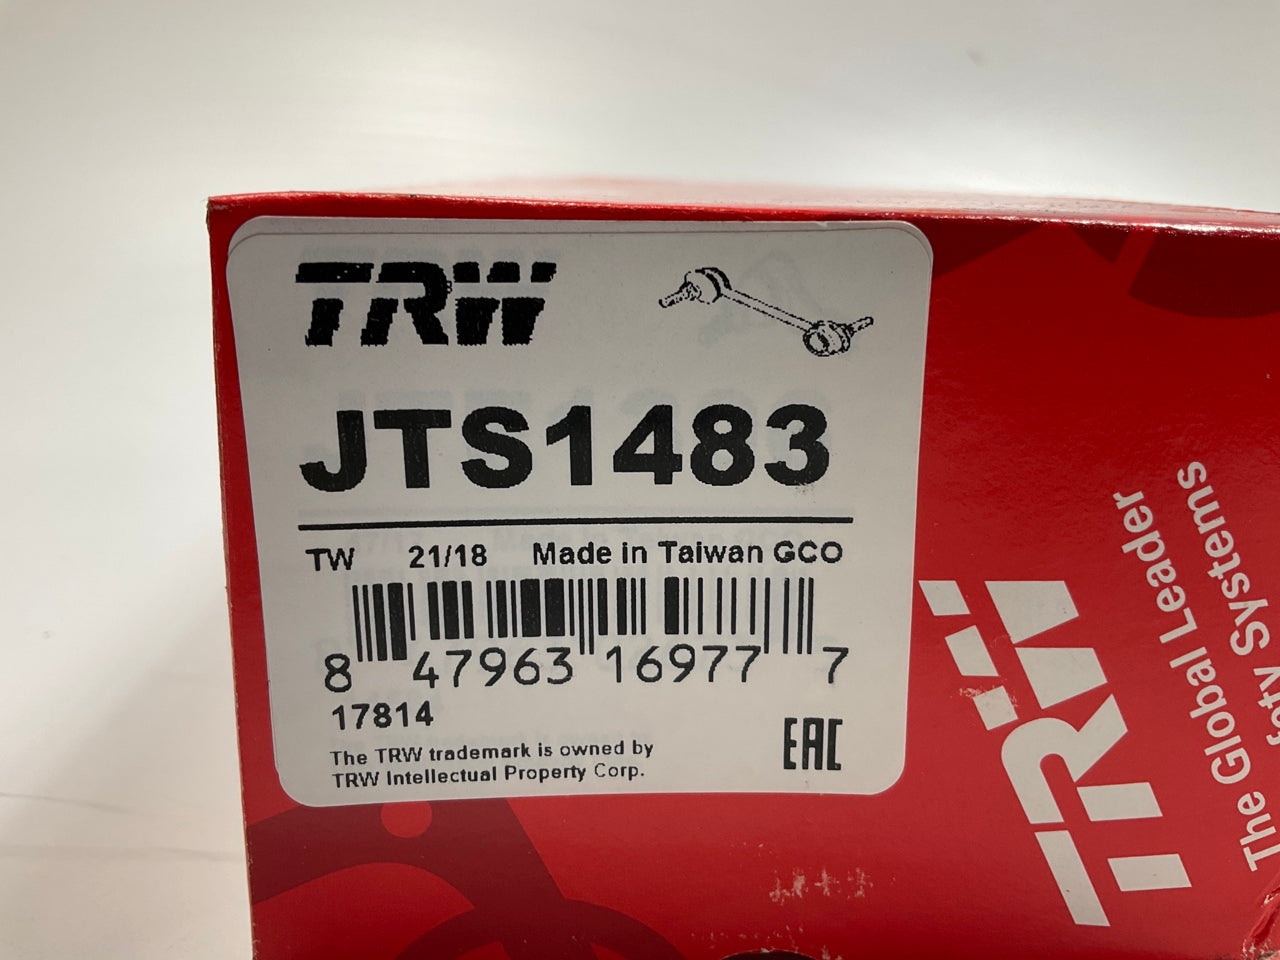 TRW
JTS1483
TW 21/18 Made in Taiwan GCO
8 47963 16977 7
17814
The TRW trademark is owned by
TRW Intellectual Property Corp.
EAC
TRW
The Global Leader
Systems